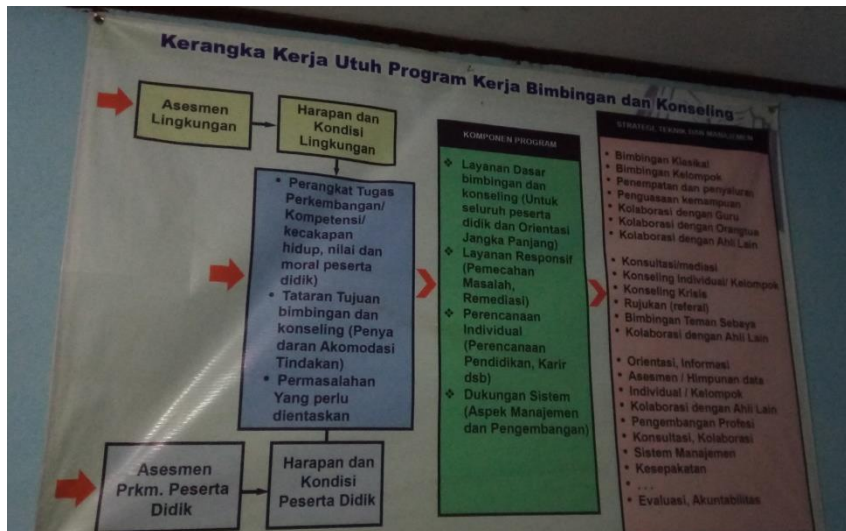 Kerangka Kerja Utuh Program Kerja Bimbingan dan Konseling
Asesmen
Lingkungan
Harapan dan
Kondisi
Lingkungan
• Perangkat Tugas
Perkembangan/
Kompetensi/
kecakapan
hidup, nilai dan
moral peserta
didik)
• Tataran Tujuan
bimbingan dan
konseling (Penya
daran Akomodasi
Tindakan)
• Permasalahan
Yang perlu
dientaskan
Asesmen
Prkm. Peserta
Didik
Harapan dan
Kondisi
Peserta Didik
KOMPONEN PROGRAM
❖ Layanan Dasar
bimbingan dan
konseling (Untuk
seluruh peserta
didik dan Orientasi
Jangka Panjang)
❖ Layanan Responsif
(Pemecahan
Masalah,
Remediasi)
❖ Perencanaan
Individual
(Perencanaan
Pendidikan, Karir
dsb)
❖ Dukungan Sistem
(Aspek Manajemen
dan Pengembangan)
STRATEGI, TEKNIK DAN MANAJEMEN
• Bimbingan Klasikal
• Bimbingan Kelompok
• Penempatan dan penyaluran
• Penguasaan kemampuan
• Kolaborasi dengan Guru
• Kolaborasi dengan Orangtua
• Kolaborasi dengan Ahli Lain
• Konsultasi/mediasi
• Konseling Individual/ Kelompok
• Konseling Krisis
• Rujukan (referal)
• Bimbingan Teman Sebaya
• Kolaborasi dengan Ahli Lain
• Orientasi, Informasi
• Asesmen / Himpunan data
• Individual / Kelompok
• Kolaborasi dengan Ahli Lain
• Pengembangan Profesi
• Konsultasi, Kolaborasi
• Sistem Manajemen
• Kesepakatan
• . . .
• Evaluasi, Akuntabilitas